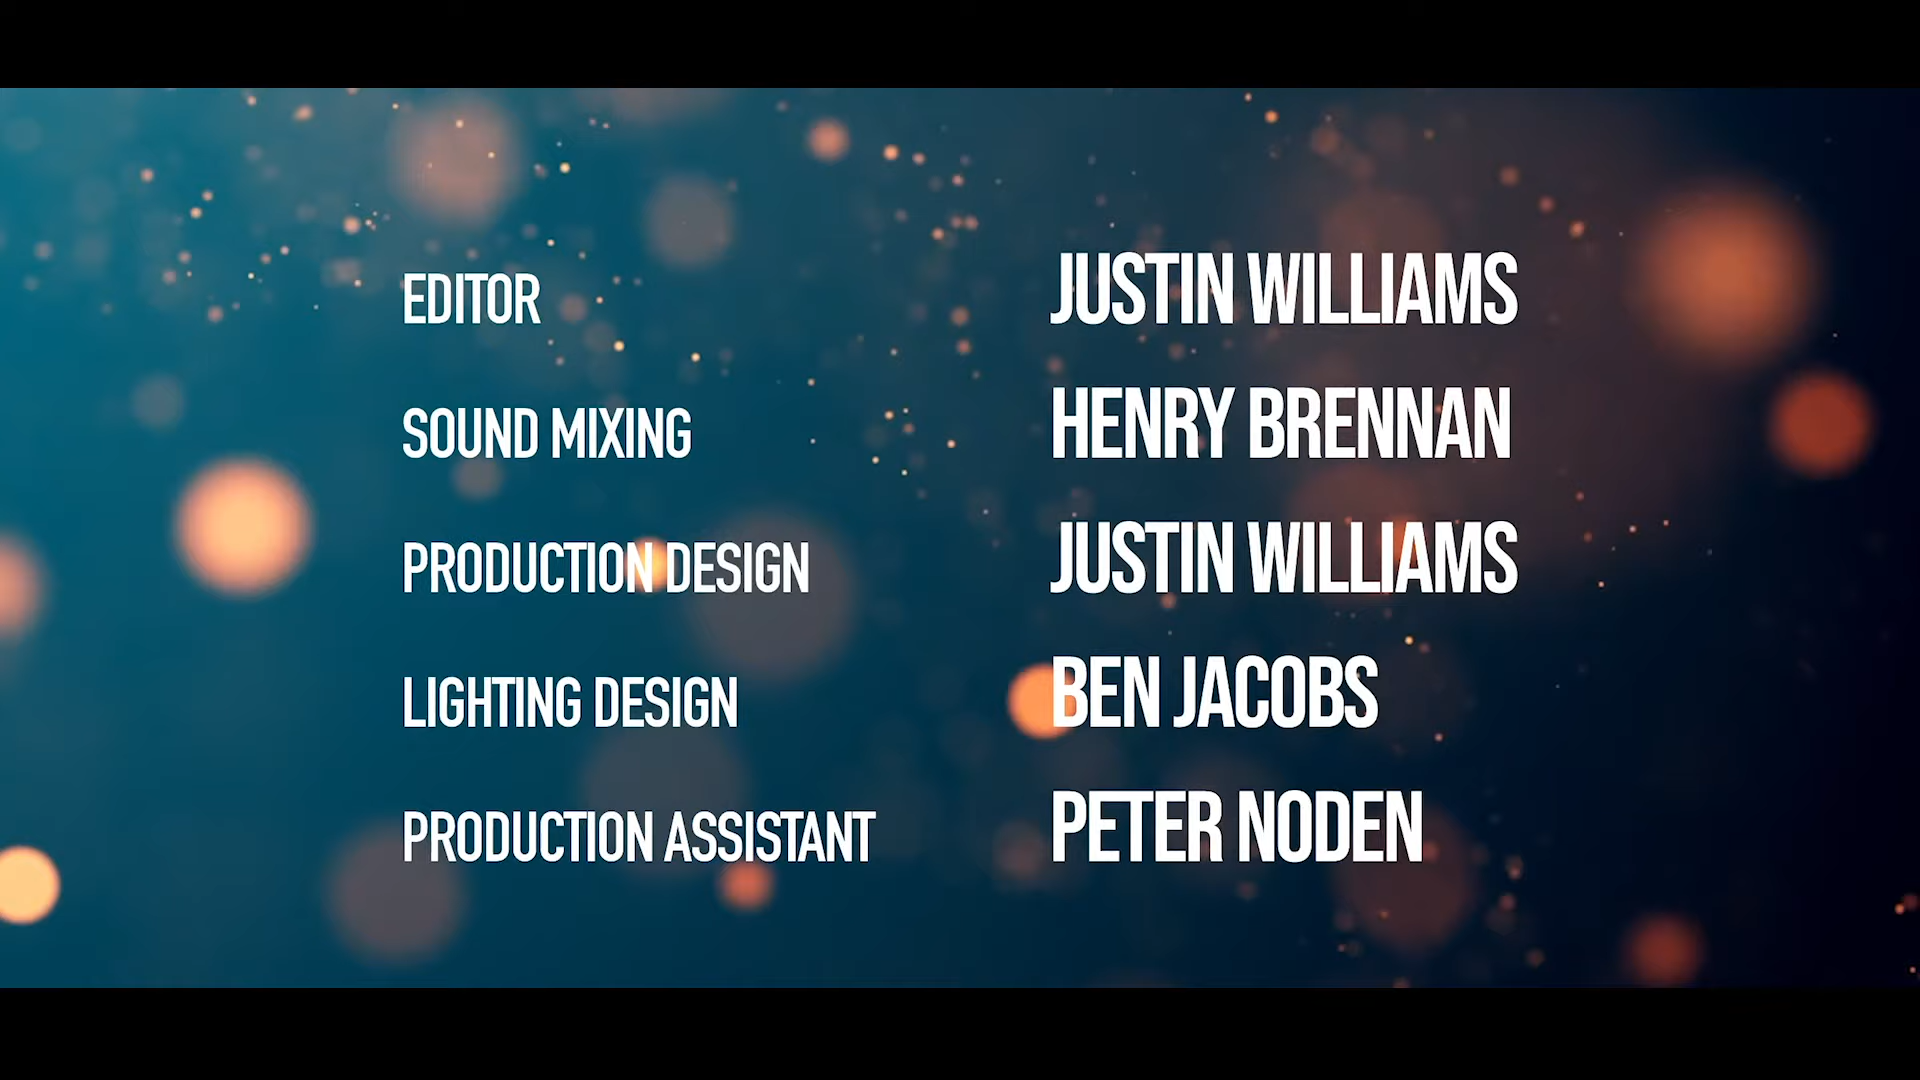 EDITOR JUSTIN WILLIAMS
SOUND MIXING HENRY BRENNAN
PRODUCTION DESIGN JUSTIN WILLIAMS
LIGHTING DESIGN BEN JACOBS
PRODUCTION ASSISTANT PETER NODEN